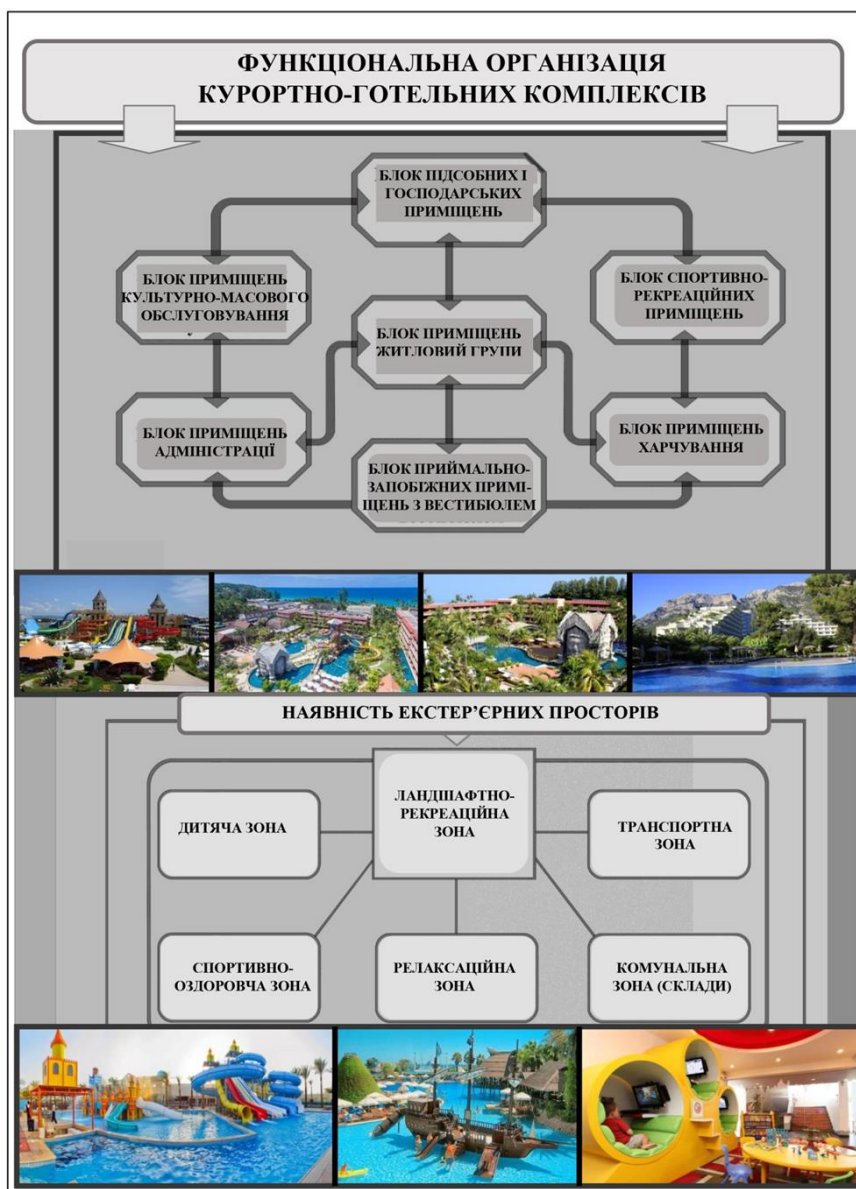 ФУНКЦІОНАЛЬНА ОРГАНІЗАЦІЯ
КУРОРТНО-ГОТЕЛЬНИХ КОМПЛЕКСІВ
БЛОК ПІДСОБНИХ І
ГОСПОДАРСЬКИХ
ПРИМІЩЕНЬ
БЛОК ПРИМІЩЕНЬ
КУЛЬТУРНО-МАСОВОГО
ОБСЛУГОВУВАННЯ
БЛОК СПОРТИВНО-
РЕКРЕАЦІЙНИХ
ПРИМІЩЕНЬ
БЛОК ПРИМІЩЕНЬ
ЖИТЛОВИЙ ГРУПИ
БЛОК ПРИМІЩЕНЬ
АДМІНІСТРАЦІЇ
БЛОК ПРИМІЩЕНЬ
ХАРЧУВАННЯ
БЛОК ПРИЙМАЛЬНО-
ЗАПОБІЖНИХ ПРИМІ-
ЩЕНЬ З ВЕСТИБЮЛЕМ
НАЯВНІСТЬ ЕКСТЕР’ЄРНИХ ПРОСТОРІВ
ЛАНДШАФТНО-
РЕКРЕАЦІЙНА
ЗОНА
ДИТЯЧА ЗОНА
ТРАНСПОРТНА
ЗОНА
СПОРТИВНО-
ОЗДОРОВЧА ЗОНА
РЕЛАКСАЦІЙНА
ЗОНА
КОМУНАЛЬНА
ЗОНА (СКЛАДИ)